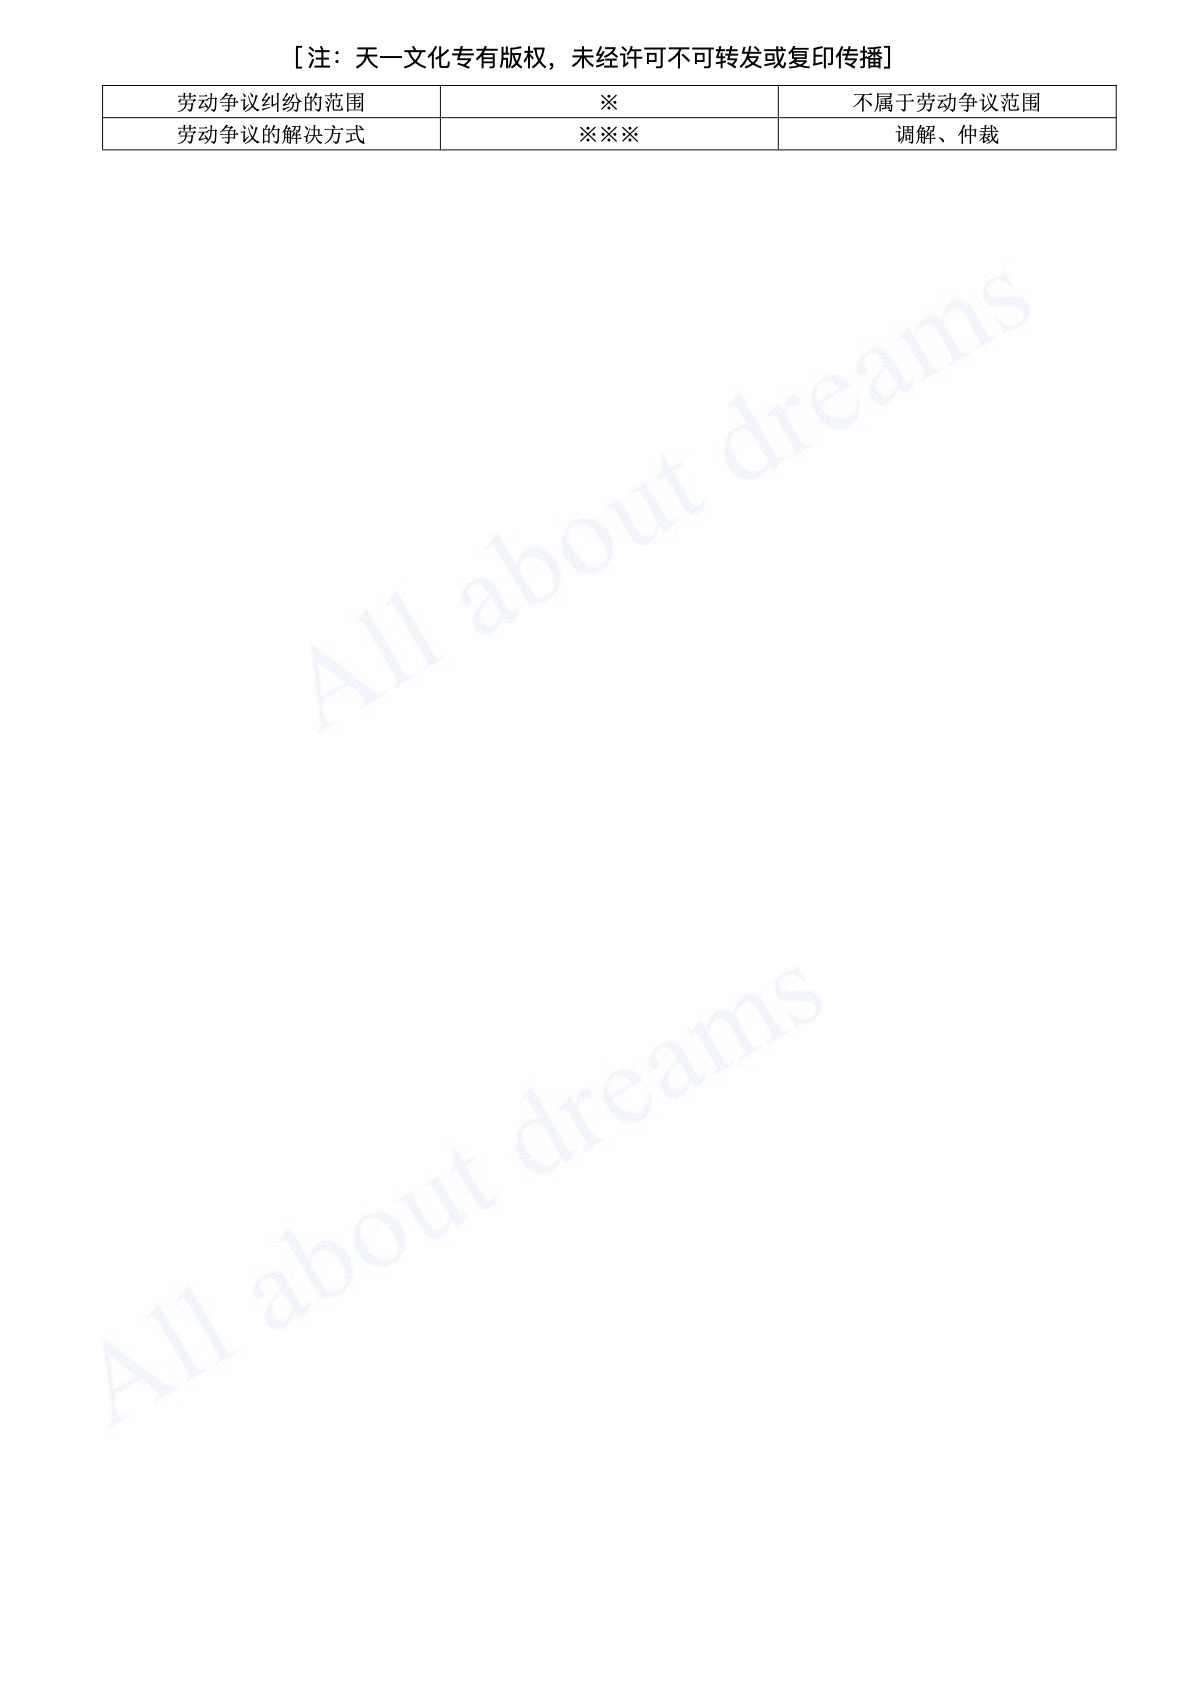 [注：天一文化专有版权，未经许可不可转发或复印传播]
劳动争议纠纷的范围 ※ 不属于劳动争议范围
劳动争议的解决方式 ※※※ 调解、仲裁
All about dreams
All about dreams